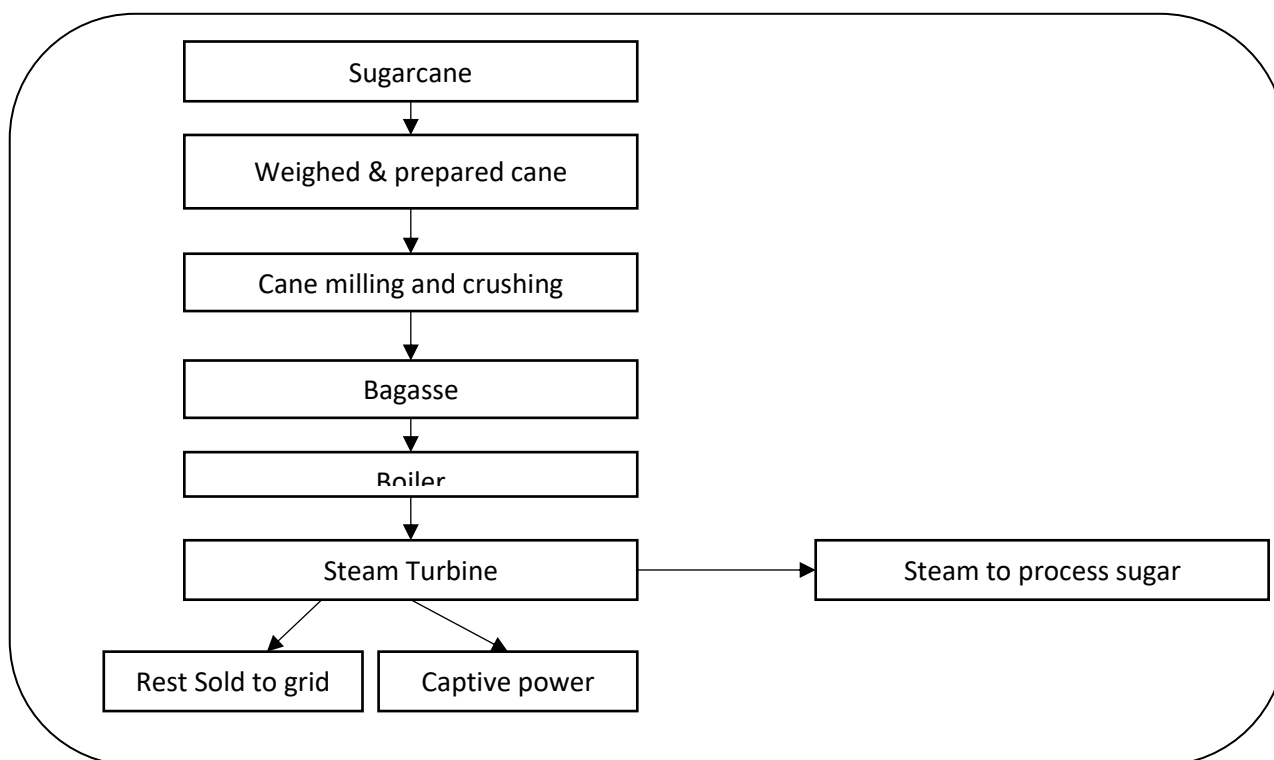 Sugarcane
Weighed & prepared cane
Cane milling and crushing
Bagasse
Boiler
Steam Turbine
Steam to process sugar
Rest Sold to grid
Captive power